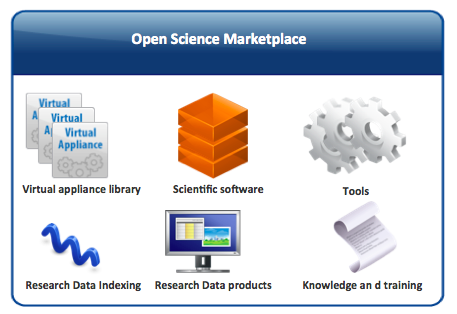 Open Science Marketplace
Virtual
Virtual
Virtual
Appliance
Virtual appliance library
Scientific software
Tools
Research Data Indexing
Research Data products
Knowledge an d training